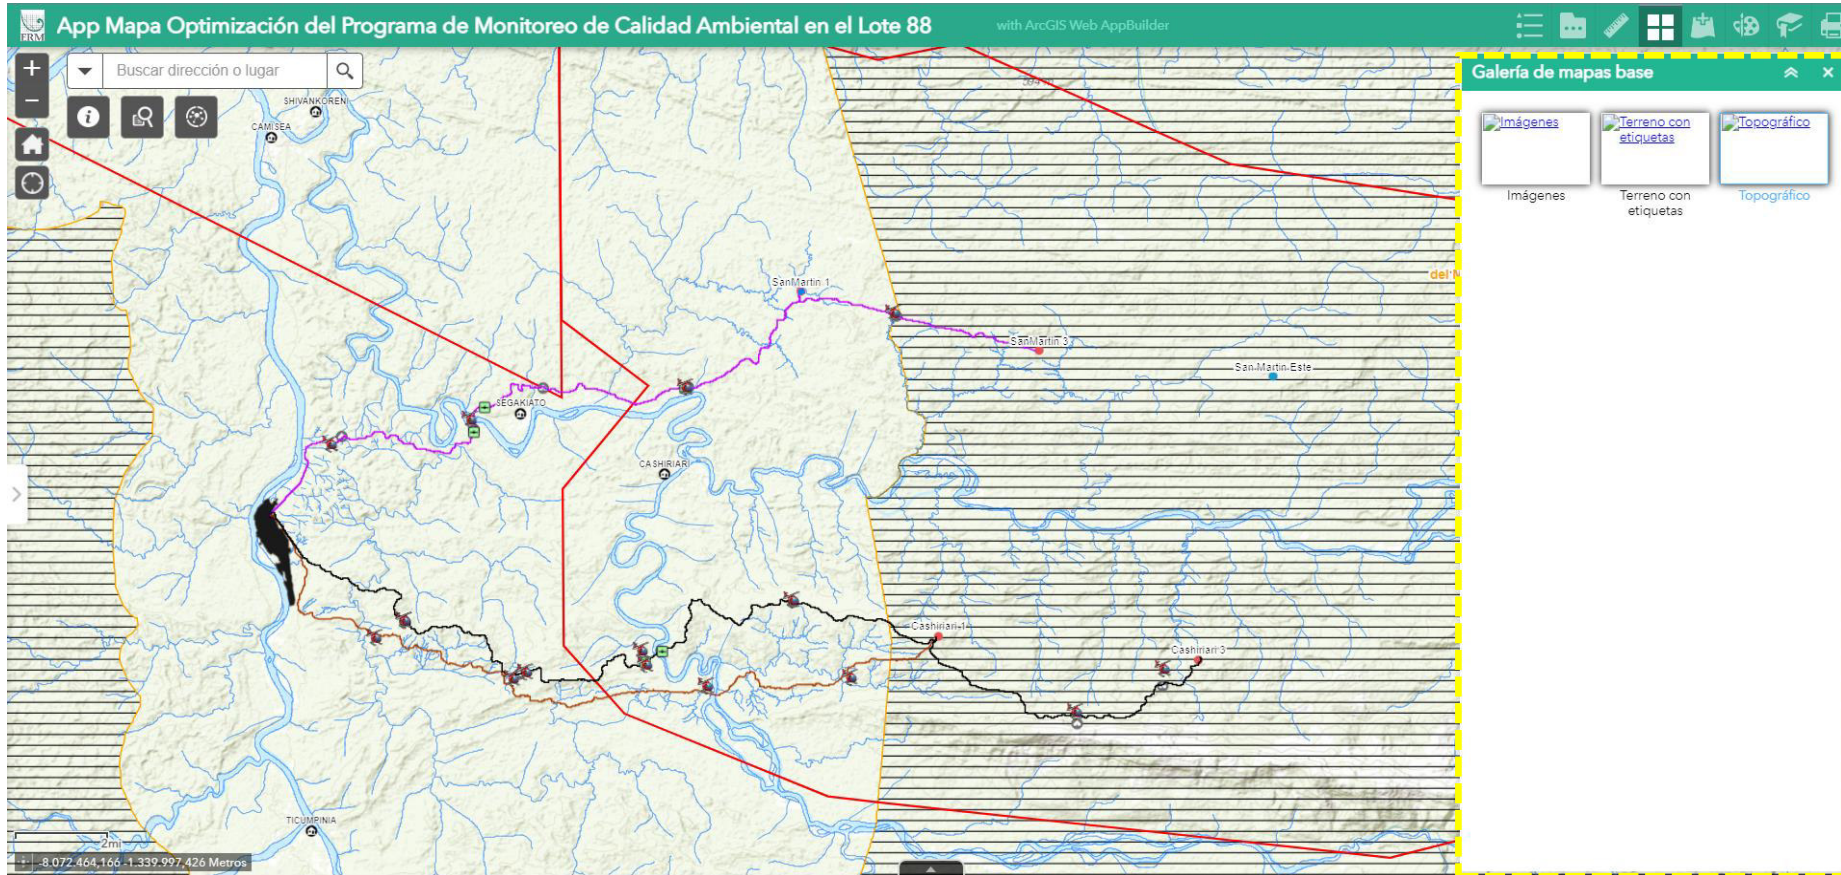 ERM
App Mapa Optimización del Programa de Monitoreo de Calidad Ambiental en el Lote 88
with ArcGIS Web AppBuilder
Buscar dirección o lugar
Galería de mapas base
Imágenes
Terreno con
etiquetas
Topográfico
Imágenes
Terreno con
etiquetas
Topográfico
SHIVANKORENI
CAMISEA
del
SanMartin 1
SanMartin 3
San Martin Este
SEGAKIATO
CASHIRIARI
Cashiriari 1
Cashiriari 3
TICUMPINIA
2mi
-8.072.464,166 -1.339.997,426 Metros